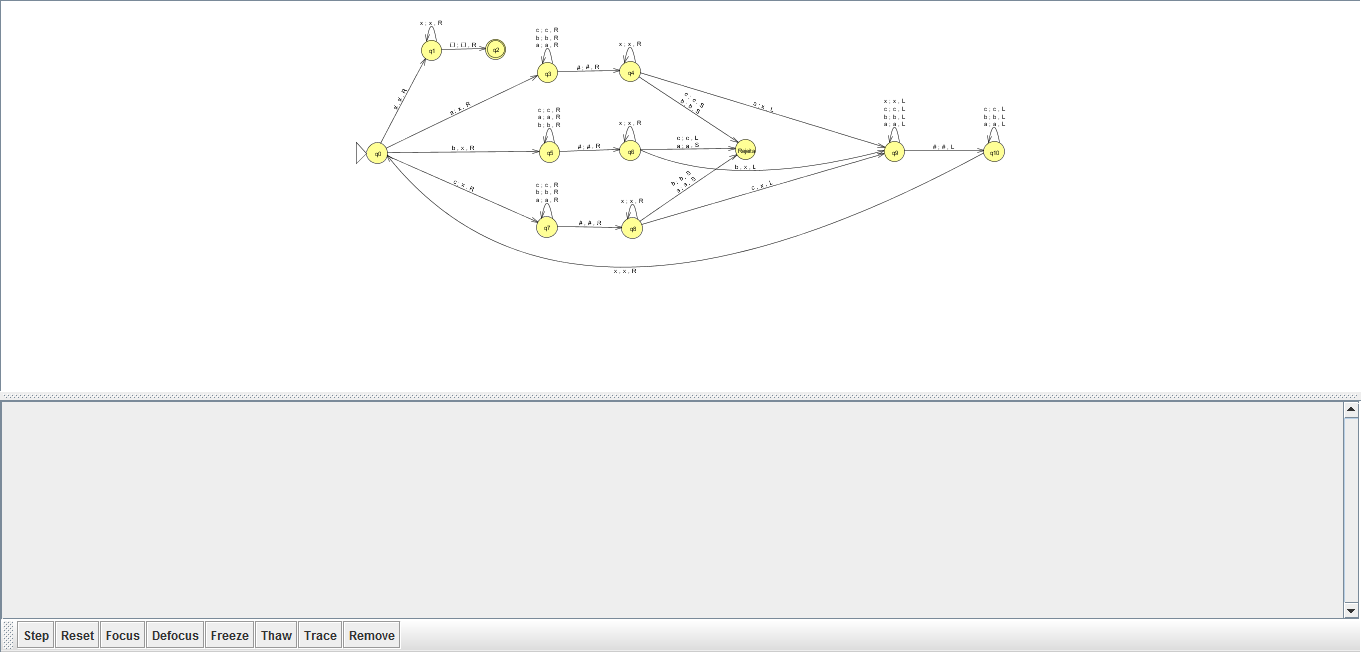 x ; x , R
q1
q2
c ; c , R
b ; b , R
a ; a , R
q3
#; #, R
x ; x , R
q4
x ; x , L
c ; c , L
b ; b , L
a ; a , L
q9
#; #, L
c ; c , L
b ; b , L
a ; a , L
q10
a ; x , R
q0
b ; x , R
c ; c , R
a ; a , R
b ; b , R
q5
#; #, R
x ; x , R
q6
c ; c , L
a ; a , S
Rejeita
b ; x , L
c ; x , R
c ; c , R
b ; b , R
a ; a , R
q7
#; #, R
x ; x , R
q8
c ; x , L
x ; x , R
Step Reset Focus Defocus Freeze Thaw Trace Remove